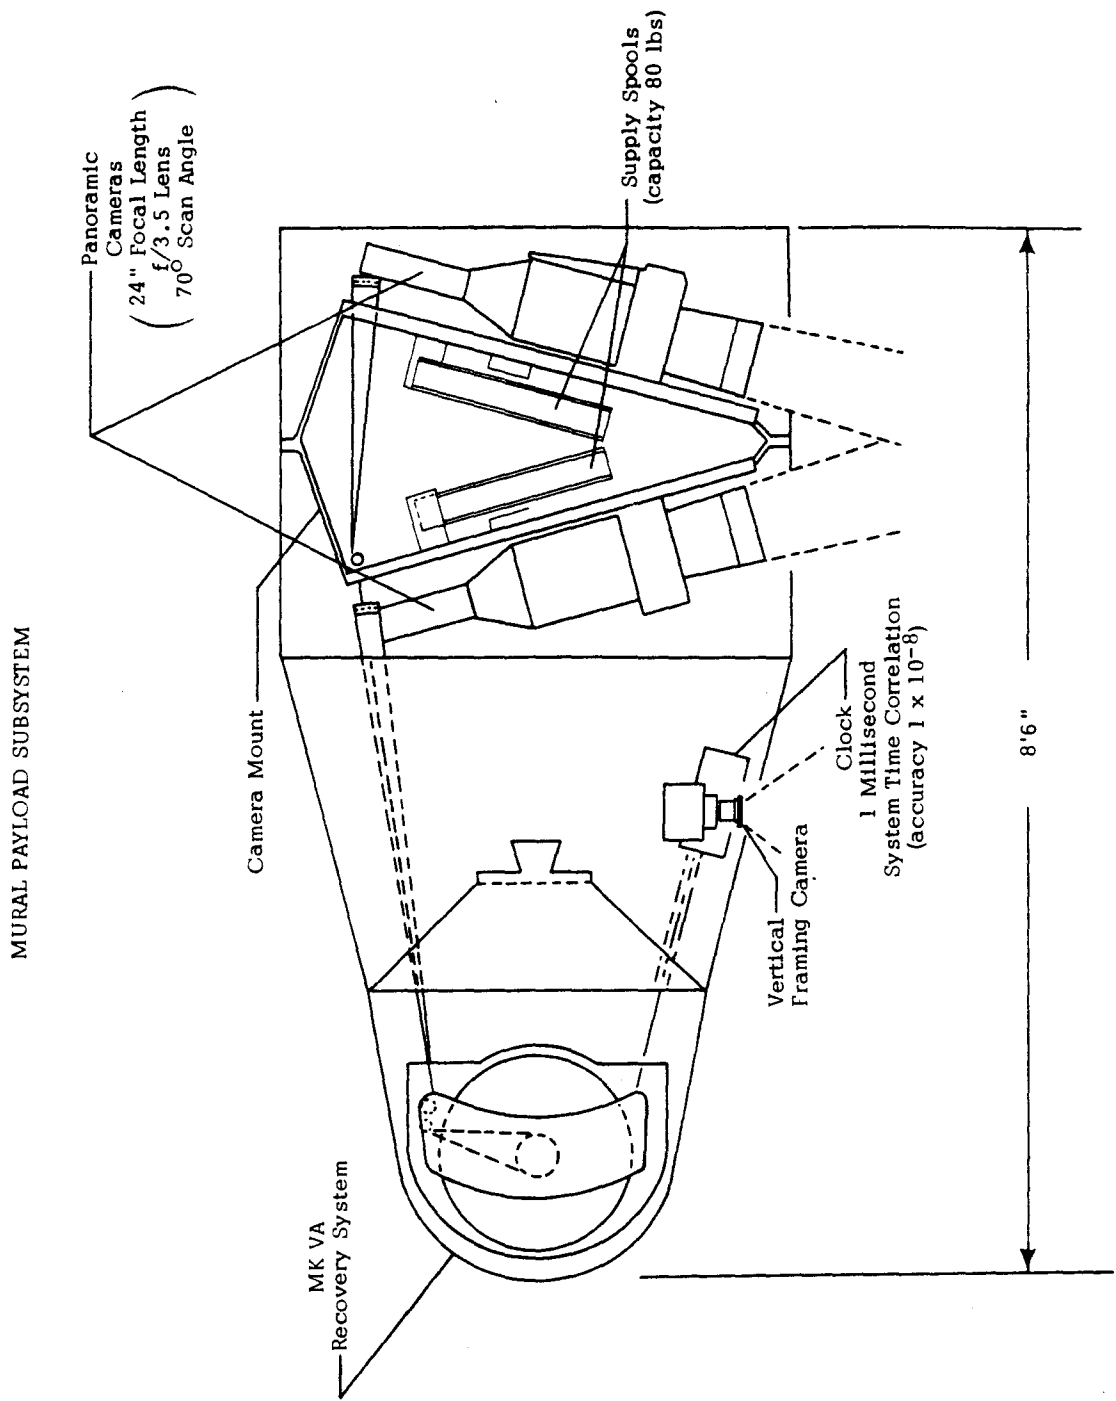 MURAL PAYLOAD SUBSYSTEM
Panoramic
Cameras
( 24" Focal Length
f/3.5 Lens
70° Scan Angle )
Camera Mount
Supply Spools
(capacity 80 lbs)
MK VA
Recovery System
Vertical
Framing Camera
Clock
1 Millisecond
System Time Correlation
(accuracy 1 x 10-8)
8'6"